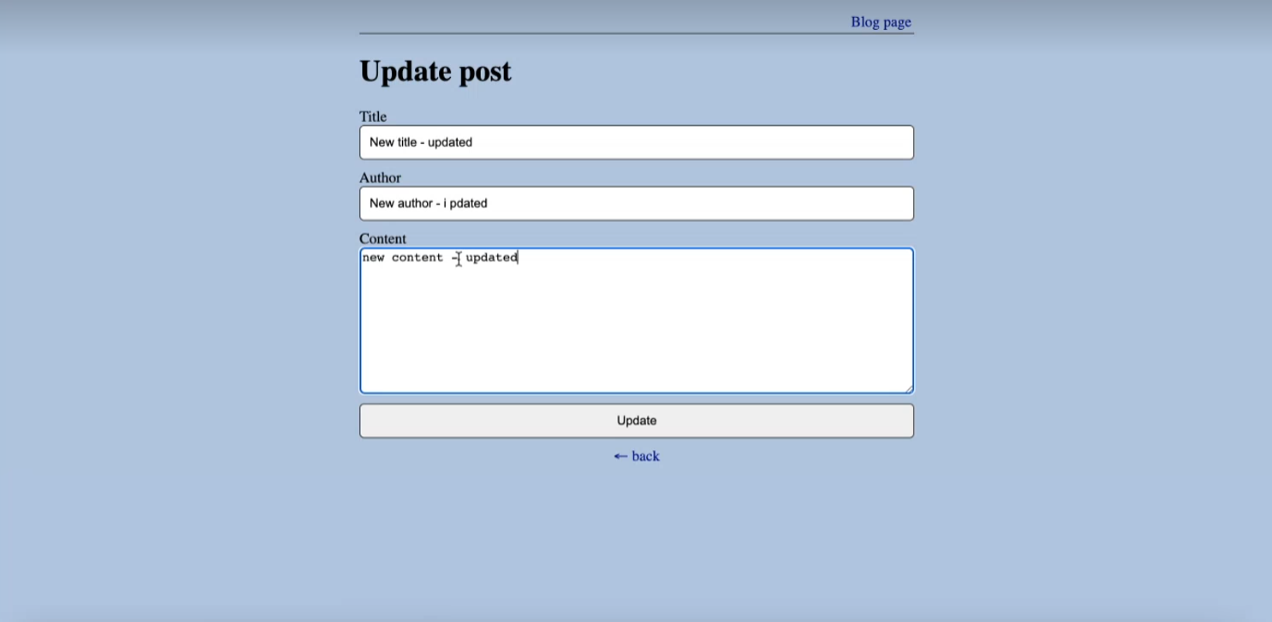 Blog page
Update post
Title
New title - updated
Author
New author - i pdated
Content
new content - updated
Update
← back